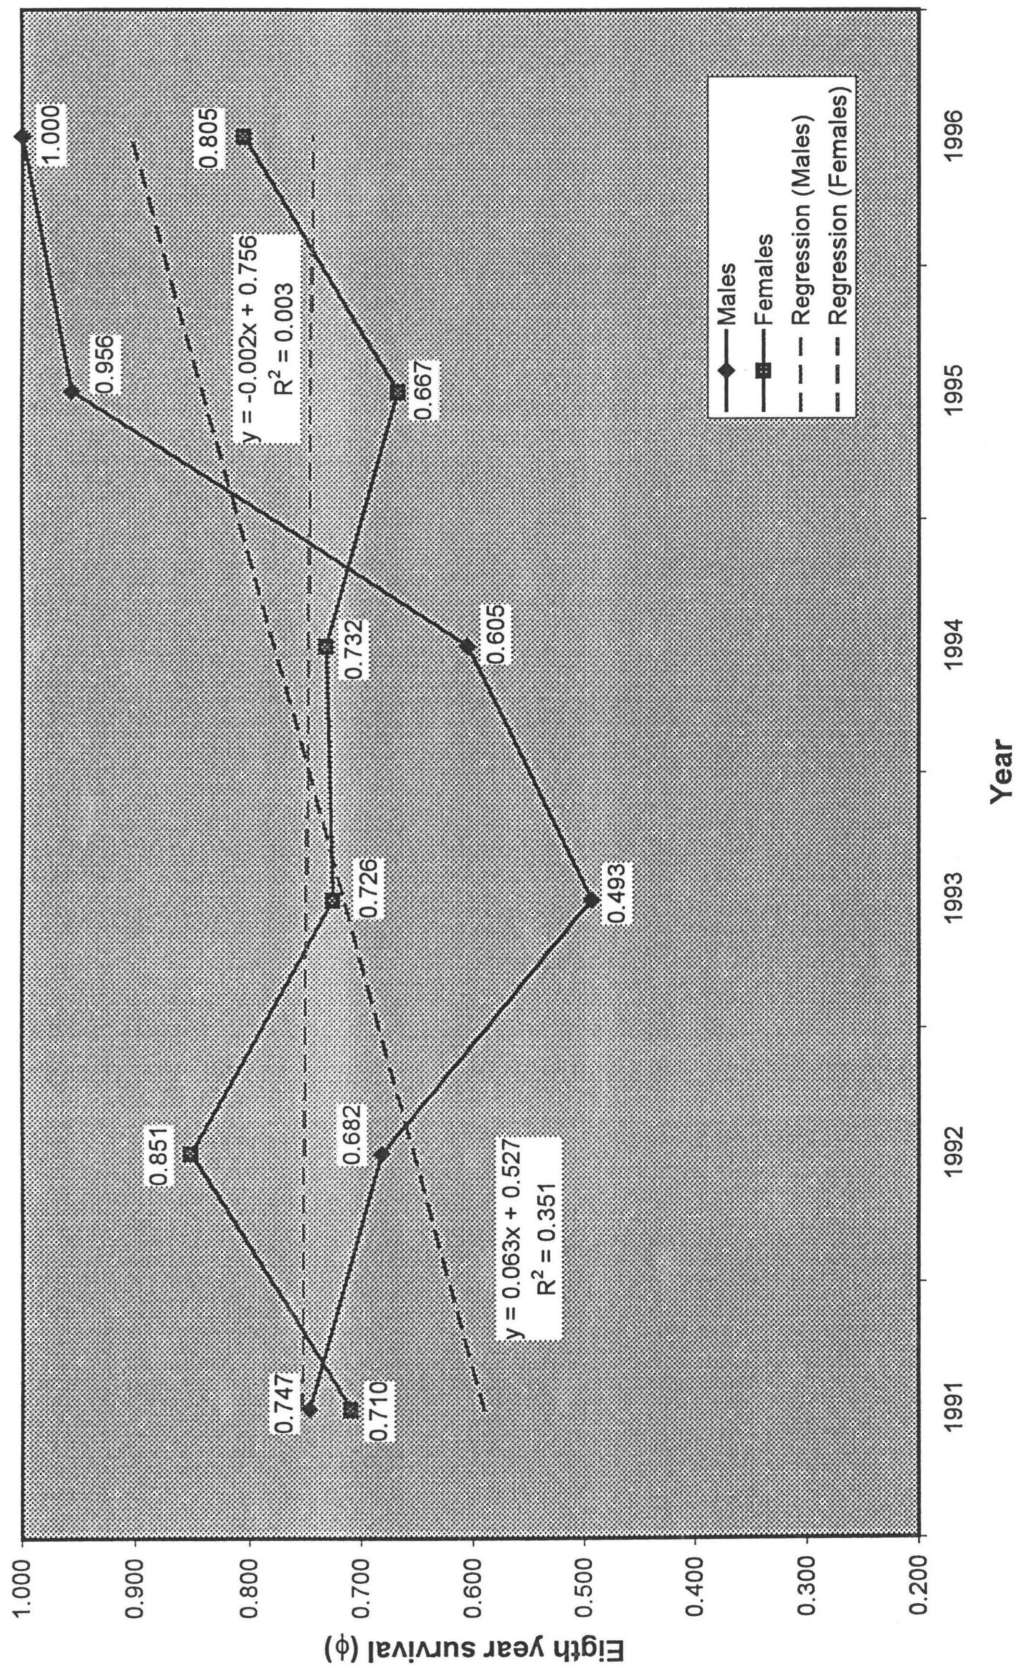 Eigth year survival (ϕ)
1.000
0.900
0.800
0.700
0.600
0.500
0.400
0.300
0.200
0.747
0.710
0.851
0.682
0.726
0.493
0.732
0.605
0.956
0.667
1.000
0.805
y = -0.002x + 0.756
R² = 0.003
y = 0.063x + 0.527
R² = 0.351
Males
Females
Regression (Males)
Regression (Females)
1991
1992
1993
1994
1995
1996
Year